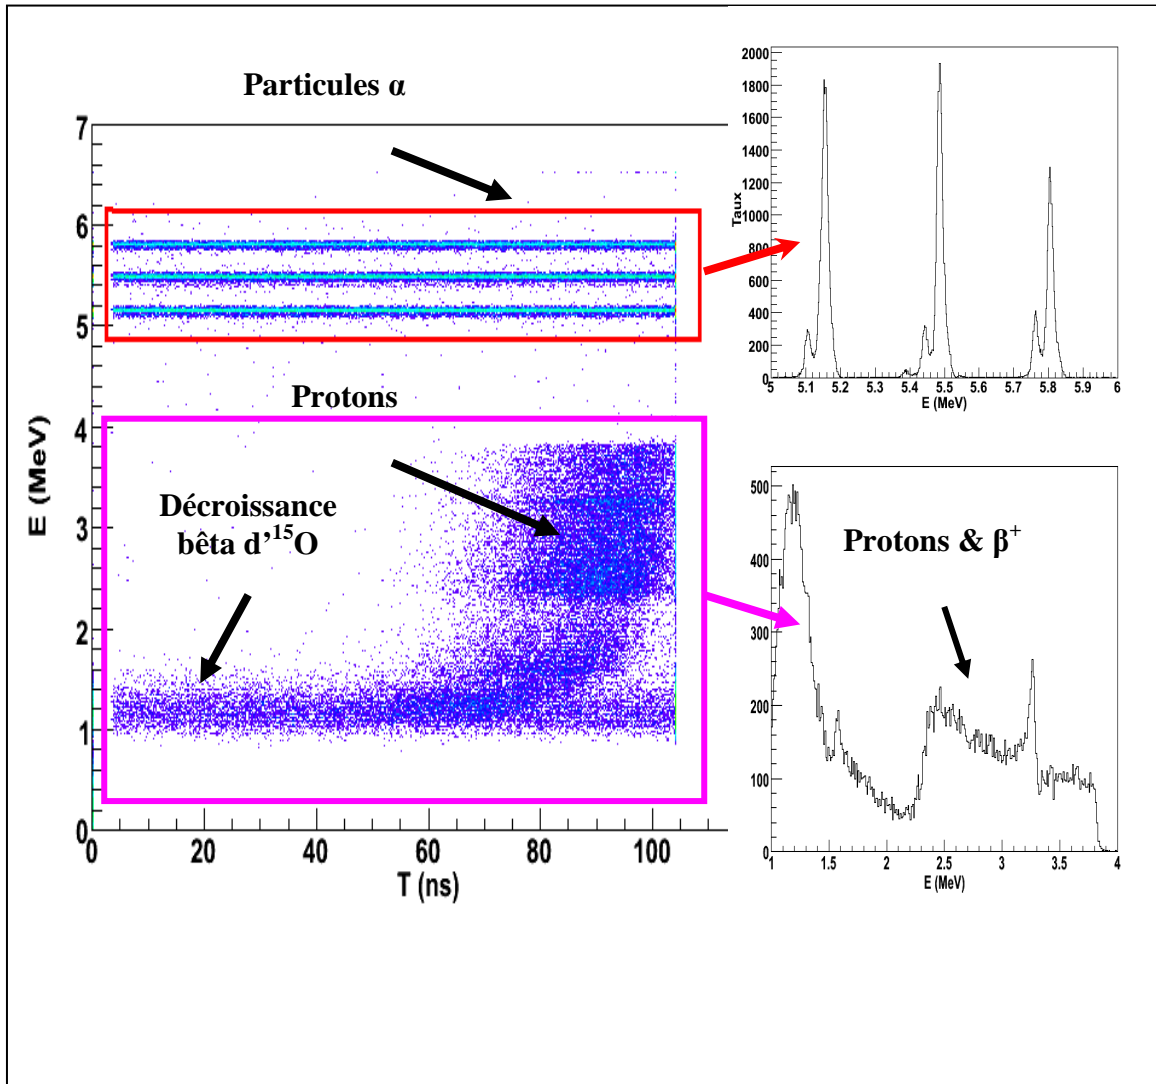 Particules α
7
6
5
4
3
2
1
0
E (MeV)
Protons
Décroissance
bêta d'¹⁵O
0 20 40 60 80 100
T (ns)
2000
1800
1600
1400
1200
1000
800
600
400
200
0
Taux
5 5.1 5.2 5.3 5.4 5.5 5.6 5.7 5.8 5.9 6
E (MeV)
500
400
300
200
100
0
Protons & β⁺
1 1.5 2 2.5 3 3.5 4
E (MeV)